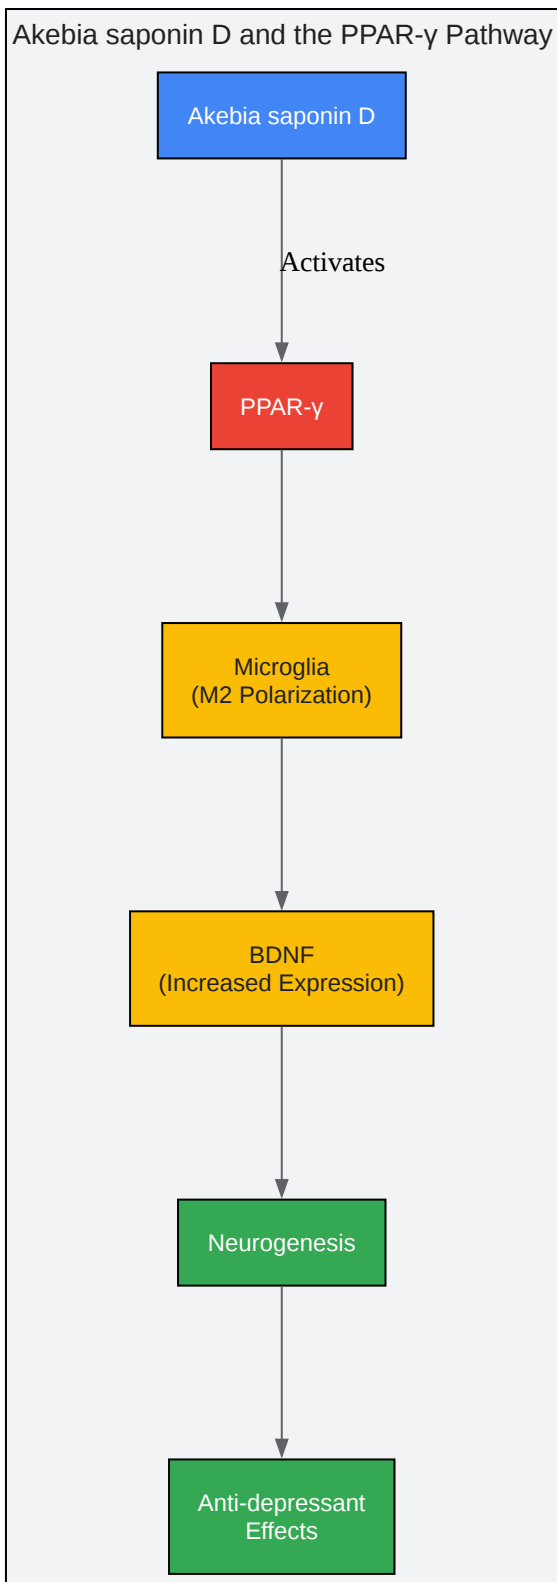 Akebia saponin D and the PPAR-γ Pathway
Akebia saponin D
Activates
PPAR-γ
Microglia
(M2 Polarization)
BDNF
(Increased Expression)
Neurogenesis
Anti-depressant
Effects